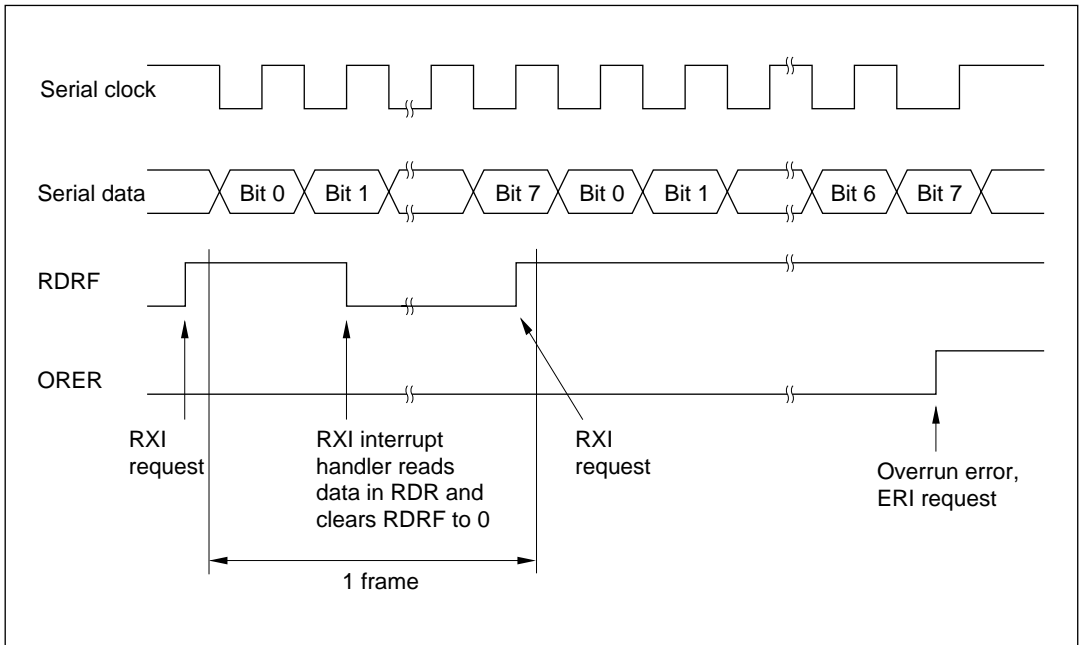 Serial clock
Serial data
Bit 0
Bit 1
Bit 7
Bit 0
Bit 1
Bit 6
Bit 7
RDRF
ORER
RXI
request
RXI interrupt
handler reads
data in RDR and
clears RDRF to 0
RXI
request
Overrun error,
ERI request
1 frame